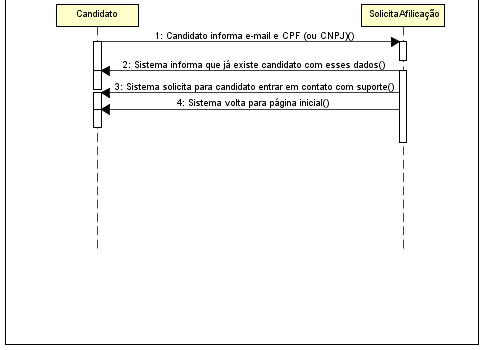 Candidato
SolicitaAfilicação
1: Candidato informa e-mail e CPF (ou CNPJ)()
2: Sistema informa que já existe candidato com esses dados()
3: Sistema solicita para candidato entrar em contato com suporte()
4: Sistema volta para página inicial()